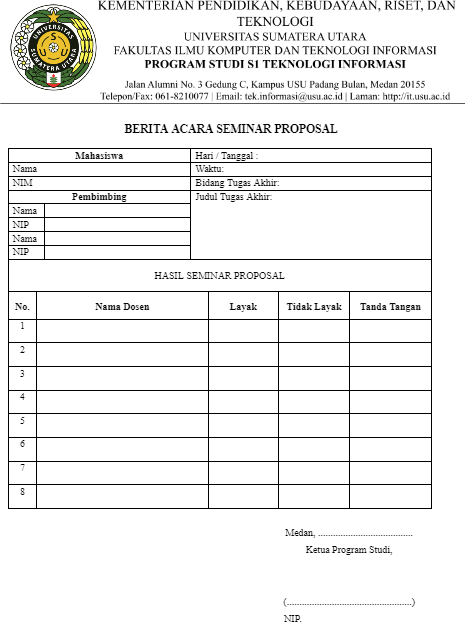 KEMENTERIAN PENDIDIKAN, KEBUDAYAAN, RISET, DAN
TEKNOLOGI
UNIVERSITAS SUMATERA UTARA
FAKULTAS ILMU KOMPUTER DAN TEKNOLOGI INFORMASI
PROGRAM STUDI S1 TEKNOLOGI INFORMASI
Jalan Alumni No. 3 Gedung C, Kampus USU Padang Bulan, Medan 20155
Telepon/Fax: 061-8210077 | Email: tek.informasi@usu.ac.id | Laman: http://it.usu.ac.id
UNIVERSITAS
SUMATERA UTARA
BERITA ACARA SEMINAR PROPOSAL
Mahasiswa
Nama
NIM
Pembimbing
Nama
NIP
Nama
NIP
Hari / Tanggal :
Waktu:
Bidang Tugas Akhir:
Judul Tugas Akhir:
HASIL SEMINAR PROPOSAL
No. Nama Dosen Layak Tidak Layak Tanda Tangan
1
2
3
4
5
6
7
8
Medan, ......................................
Ketua Program Studi,
(..................................................)
NIP.